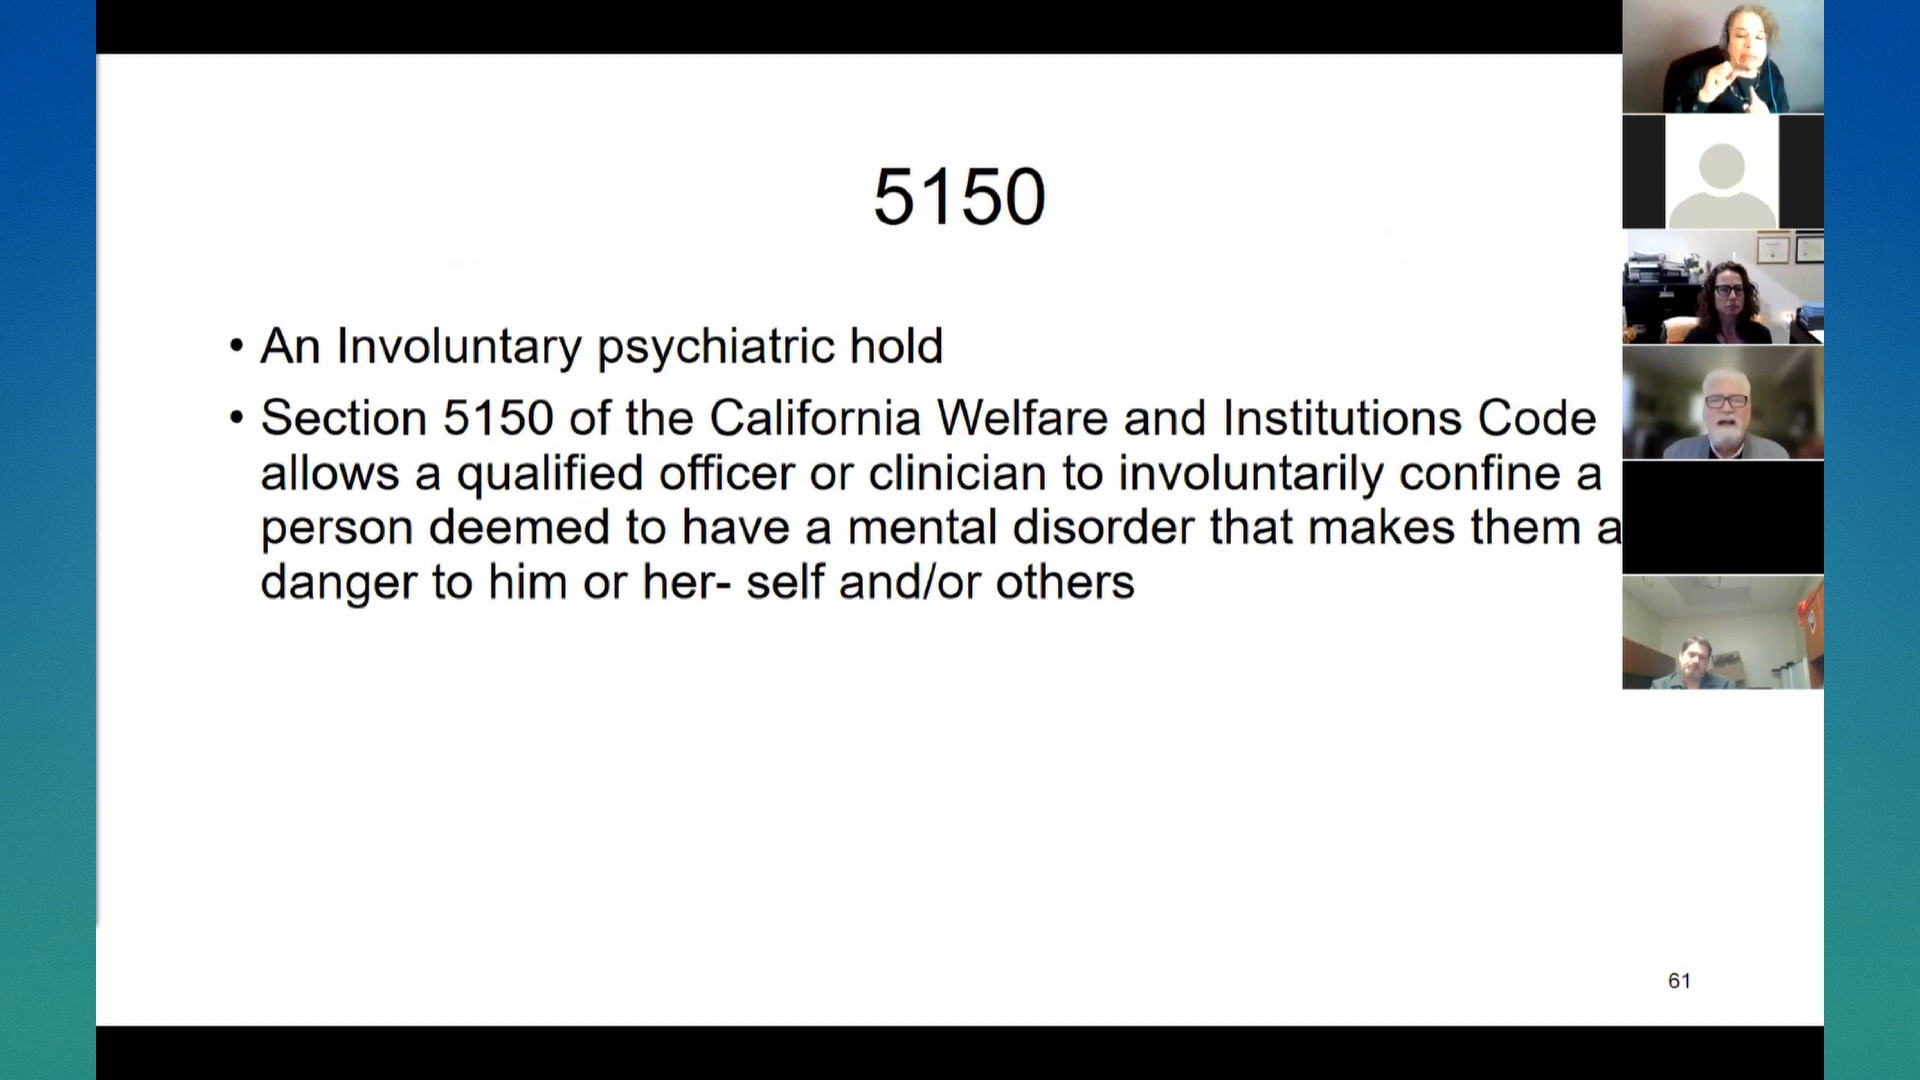 5150
• An Involuntary psychiatric hold
• Section 5150 of the California Welfare and Institutions Code
allows a qualified officer or clinician to involuntarily confine a
person deemed to have a mental disorder that makes them a
danger to him or her- self and/or others
61